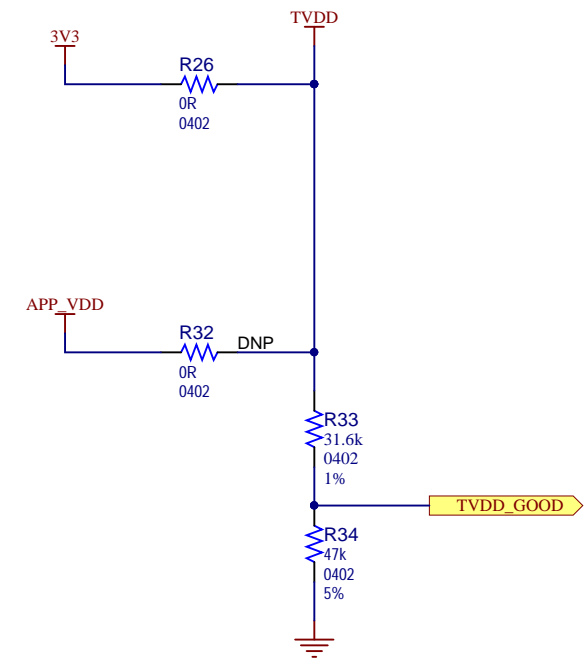 TVDD
3V3
R26
0R
0402
APP_VDD
R32
DNP
0R
0402
R33
31.6k
0402
1%
TVDD_GOOD
R34
47k
0402
5%